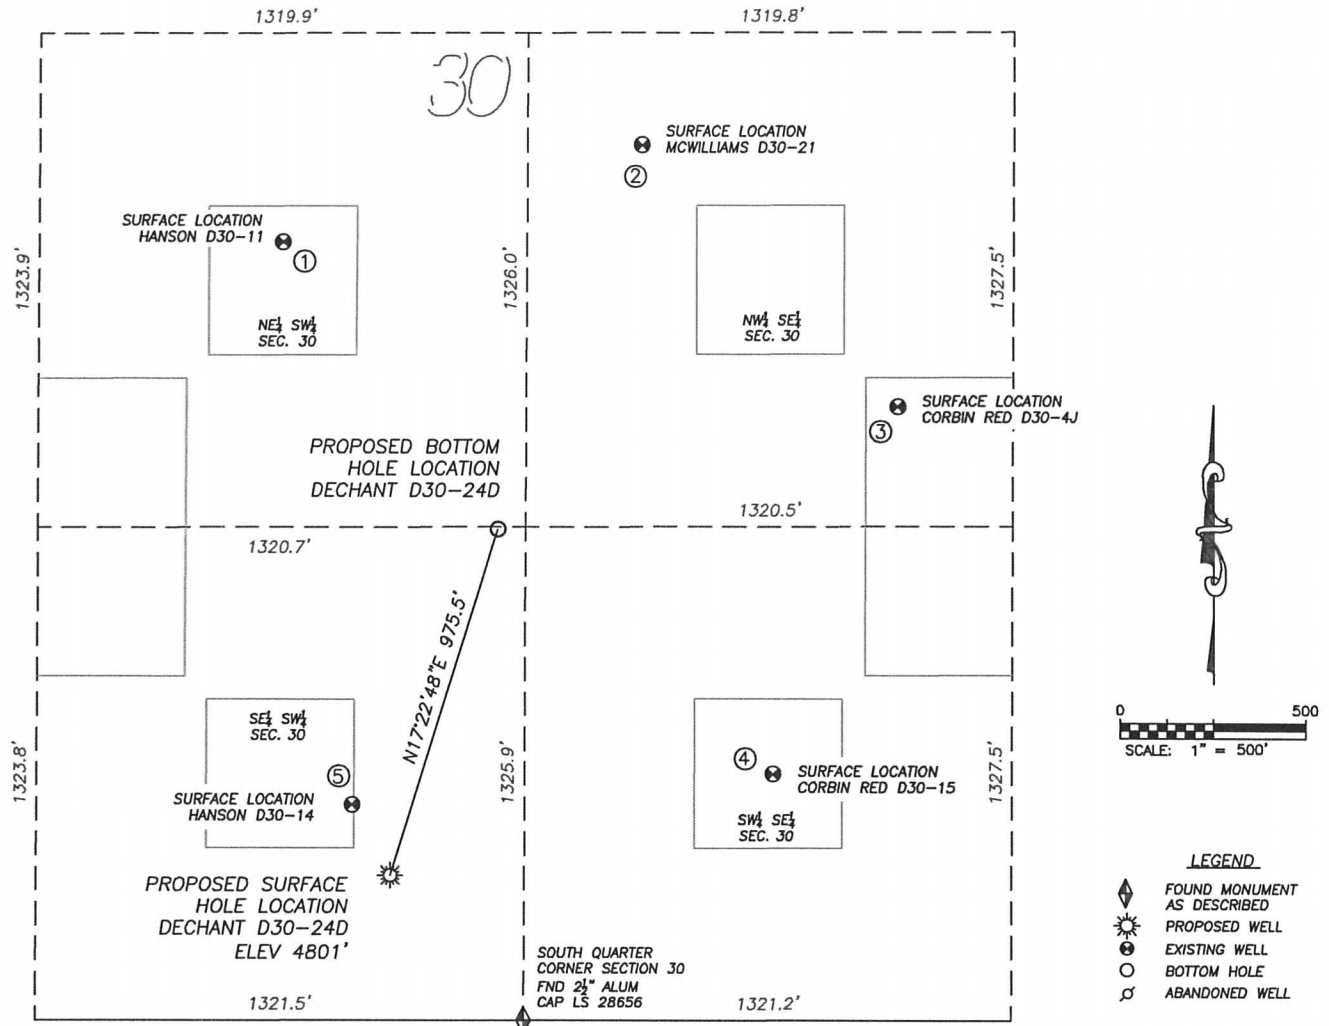 1319.9'
1319.8'
30
SURFACE LOCATION
MCWILLIAMS D30-21
②
SURFACE LOCATION
HANSON D30-11
①
1323.9'
1326.0'
1327.5'
NE¼ SW¼
SEC. 30
NW¼ SE¼
SEC. 30
SURFACE LOCATION
CORBIN RED D30-4J
③
PROPOSED BOTTOM
HOLE LOCATION
DECHANT D30-24D
1320.7'
1320.5'
N17°22'48"E 975.5'
SE¼ SW¼
SEC. 30
⑤
SURFACE LOCATION
HANSON D30-14
1323.8'
1325.9'
1327.5'
④
SURFACE LOCATION
CORBIN RED D30-15
SW¼ SE¼
SEC. 30
PROPOSED SURFACE
HOLE LOCATION
DECHANT D30-24D
ELEV 4801'
SOUTH QUARTER
CORNER SECTION 30
FND 2½" ALUM
CAP LS 28656
1321.5'
1321.2'
0 500
SCALE: 1" = 500'
LEGEND
FOUND MONUMENT
AS DESCRIBED
PROPOSED WELL
EXISTING WELL
BOTTOM HOLE
ABANDONED WELL